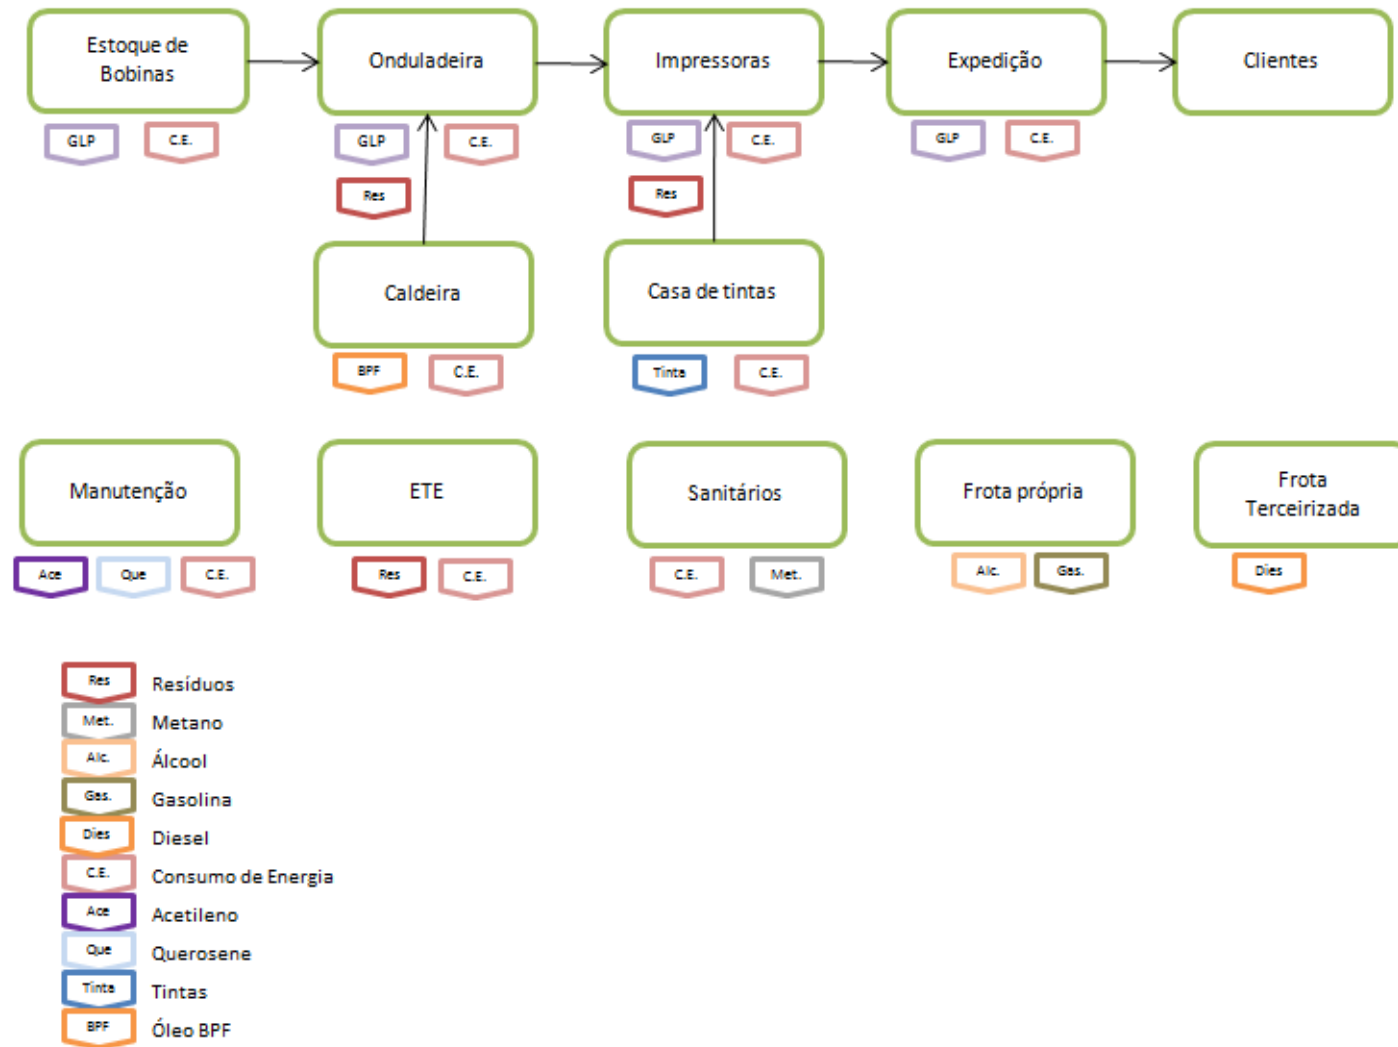 Estoque de
Bobinas
Onduladeira
Impressoras
Expedição
Clientes
GLP
C.E.
GLP
C.E.
GLP
C.E.
GLP
C.E.
Res
Res
Caldeira
Casa de tintas
BPF
C.E.
Tinta
C.E.
Manutenção
ETE
Sanitários
Frota própria
Frota
Terceirizada
Ace
Que
C.E.
Res
C.E.
C.E.
Met.
Alc.
Gas.
Dies
Res Resíduos
Met. Metano
Alc. Álcool
Gas. Gasolina
Dies Diesel
C.E. Consumo de Energia
Ace Acetileno
Que Querosene
Tinta Tintas
BPF Óleo BPF